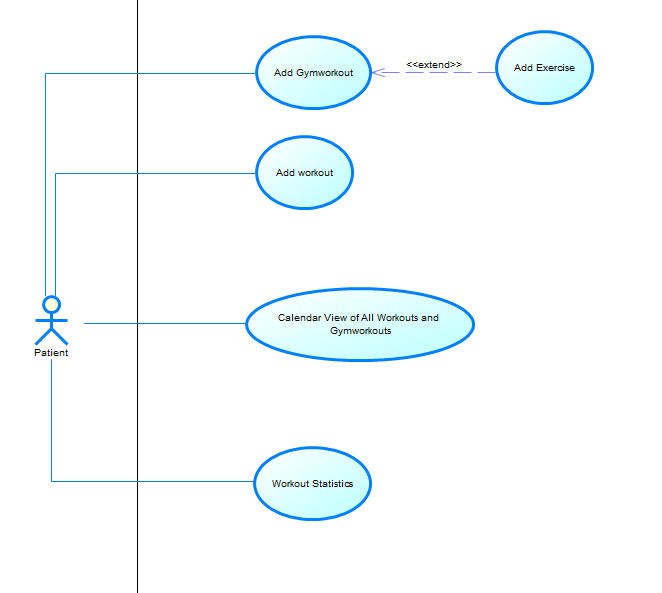 Add Gymworkout
<<extend>>
Add Exercise
Add workout
Calendar View of All Workouts and
Gymworkouts
Patient
Workout Statistics